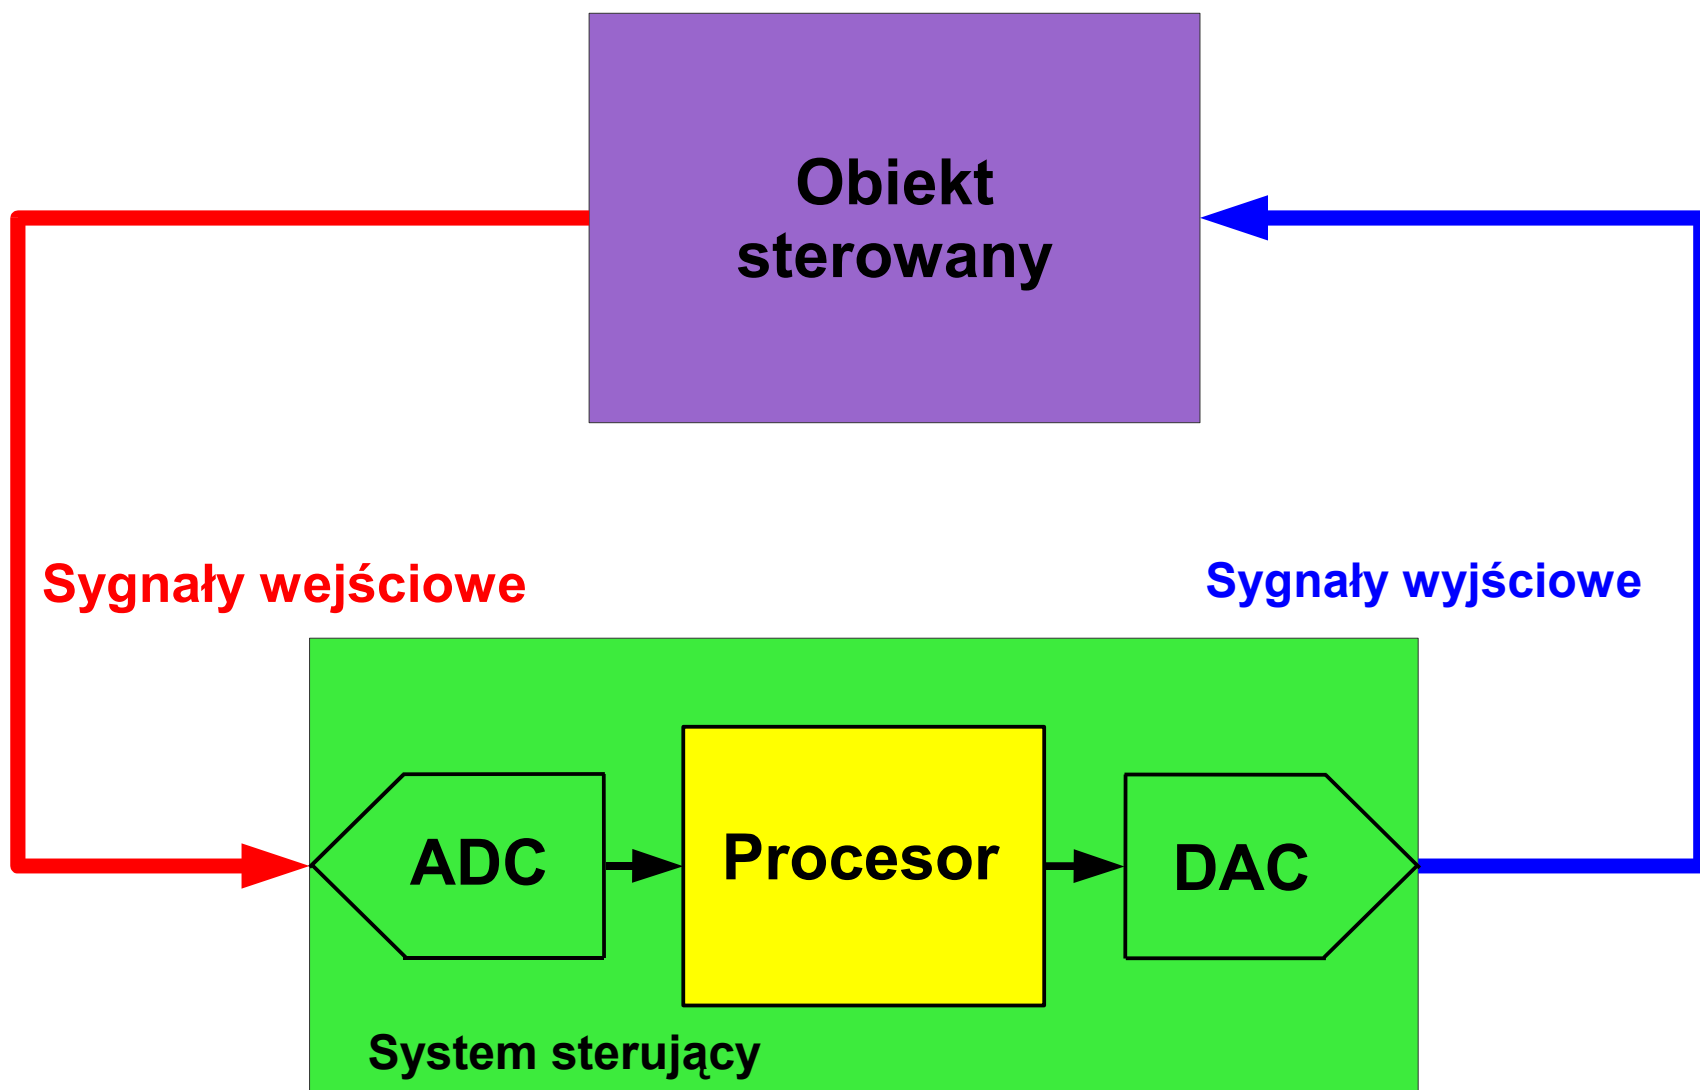 Obiekt
sterowany
Sygnały wejściowe
Sygnały wyjściowe
ADC
Procesor
DAC
System sterujący